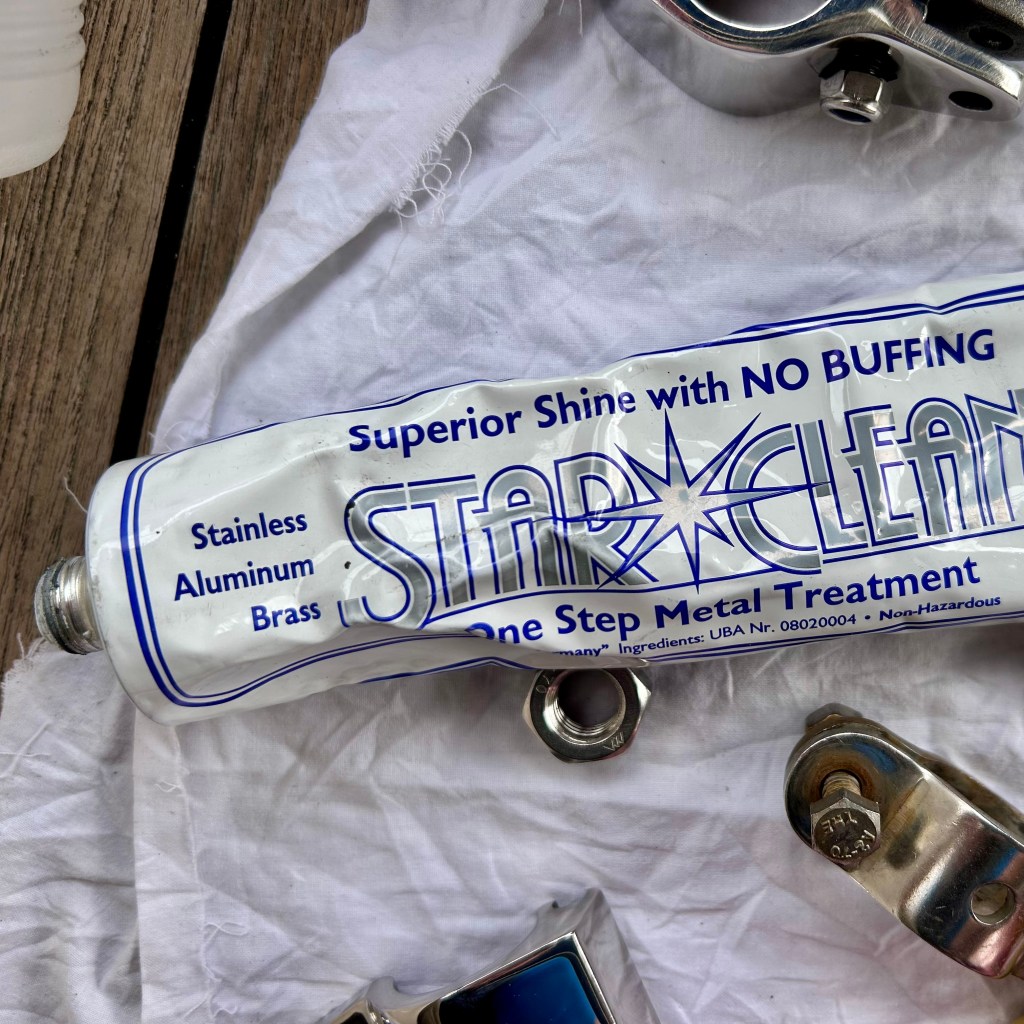 Superior Shine with NO BUFFING
STAR CLEAN
Stainless
Aluminum
Brass
One Step Metal Treatment
Ingredients: UBA Nr. 08020004 • Non-Hazardous
THE